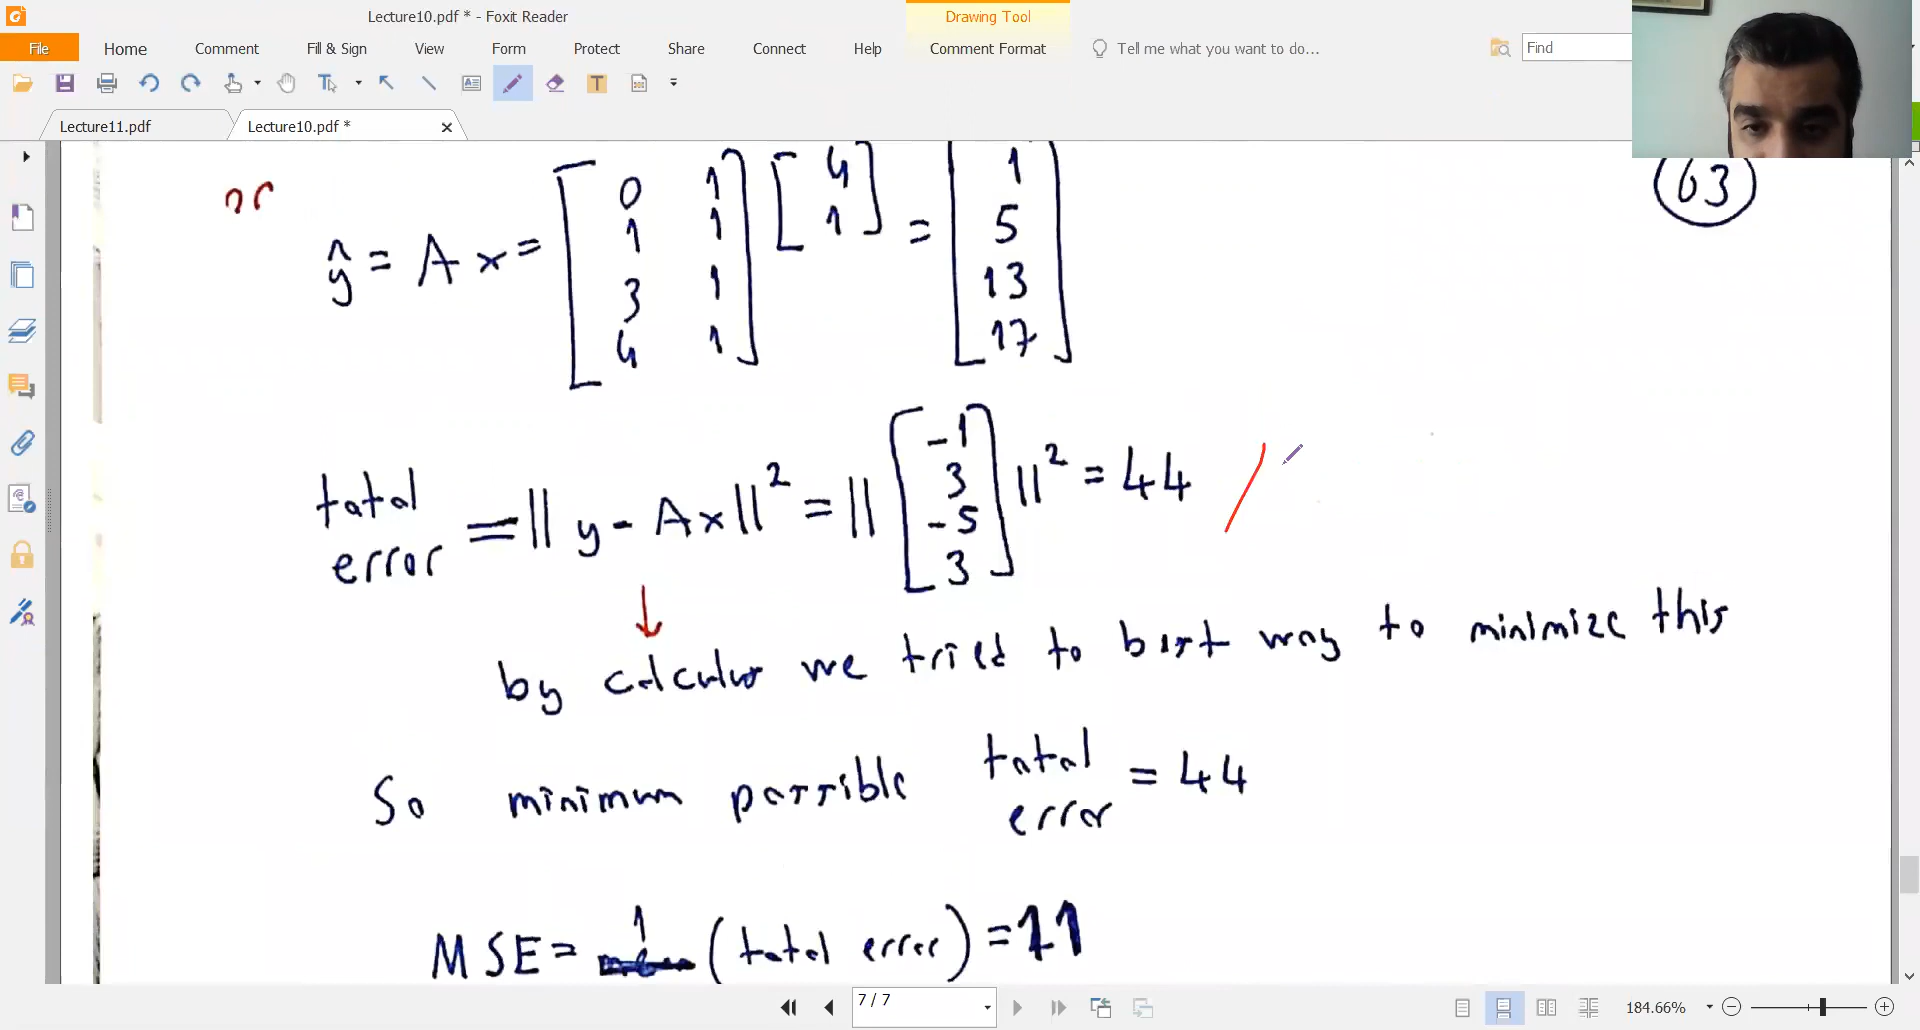 Lecture10.pdf * - Foxit Reader
Drawing Tool
File Home Comment Fill & Sign View Form Protect Share Connect Help Comment Format Tell me what you want to do... Find
Lecture11.pdf Lecture10.pdf *
or
ŷ = A x = [0 1
1 1
3 1
4 1] [4
1] = [1
5
13
17]
63
total error = || y - Ax ||² = || [-1
3
-5
3] ||² = 44 /
by calculus we tried to best way to minimize this
So minimum possible total error = 44
MSE = 1 (total error) = 11
7 / 7
184.66%